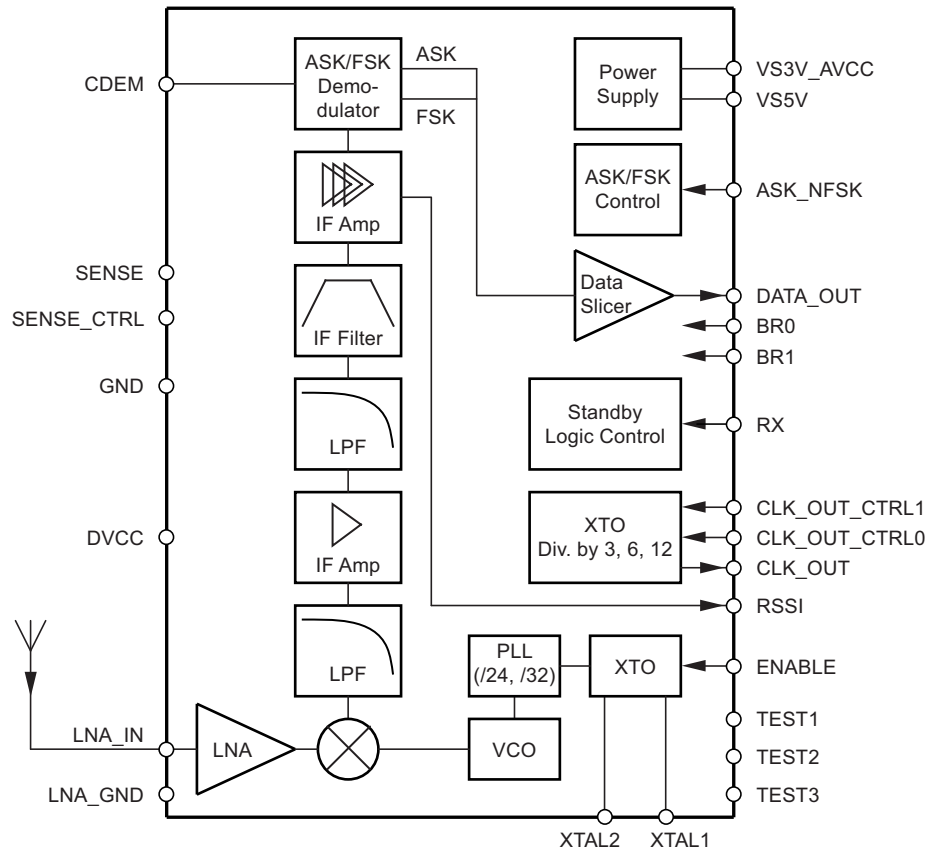 CDEM
SENSE
SENSE_CTRL
GND
DVCC
LNA_IN
LNA_GND
ASK/FSK
Demo-
dulator
ASK
FSK
IF Amp
IF Filter
LPF
IF Amp
LPF
LNA
Power
Supply
ASK/FSK
Control
Data
Slicer
Standby
Logic Control
XTO
Div. by 3, 6, 12
PLL
(/24, /32)
XTO
VCO
VS3V_AVCC
VS5V
ASK_NFSK
DATA_OUT
BR0
BR1
RX
CLK_OUT_CTRL1
CLK_OUT_CTRL0
CLK_OUT
RSSI
ENABLE
TEST1
TEST2
TEST3
XTAL2
XTAL1